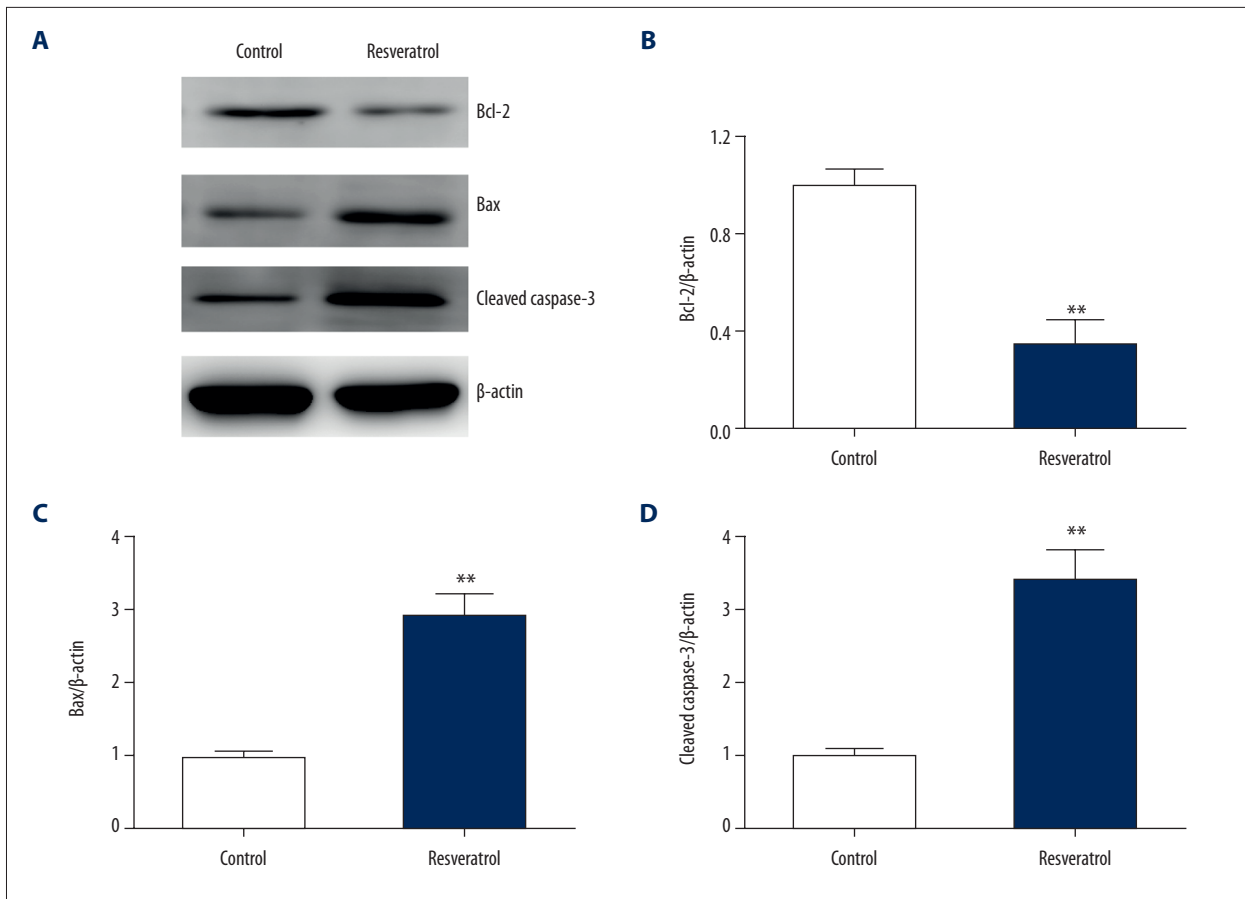 A
Control Resveratrol
Bcl-2
Bax
Cleaved caspase-3
β-actin
B
1.2
0.8
0.4
0.0
Bcl-2/β-actin
**
Control Resveratrol
C
4
3
2
1
0
Bax/β-actin
**
Control Resveratrol
D
4
3
2
1
0
Cleaved caspase-3/β-actin
**
Control Resveratrol